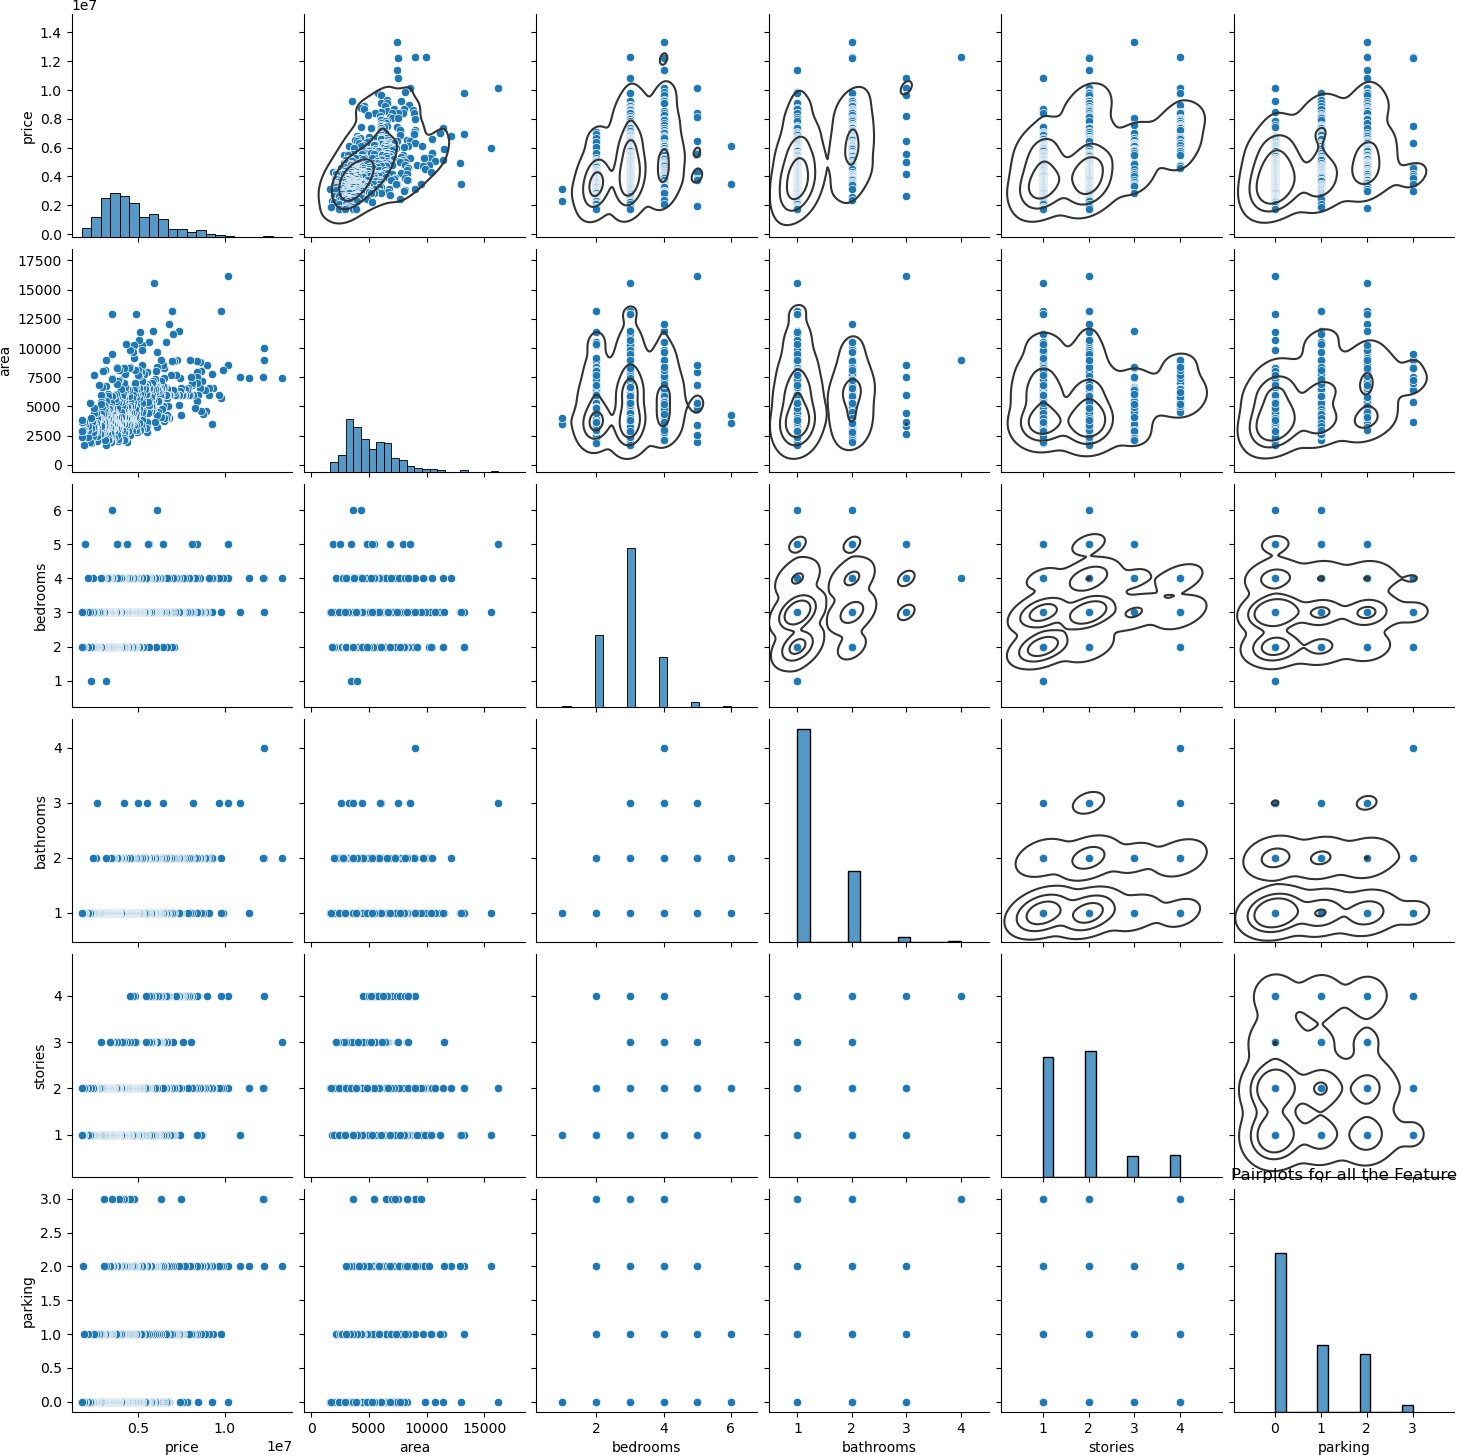 1e7
1.4
1.2
1.0
0.8
0.6
0.4
0.2
0.0
price
17500
15000
12500
10000
7500
5000
2500
0
area
6
5
4
3
2
1
bedrooms
4
3
2
1
bathrooms
4
3
2
1
stories
Pairplots for all the Feature
3.0
2.5
2.0
1.5
1.0
0.5
0.0
parking
0.5 1.0
1e7
price
0 5000 10000 15000
area
2 4 6
bedrooms
1 2 3 4
bathrooms
1 2 3 4
stories
0 1 2 3
parking